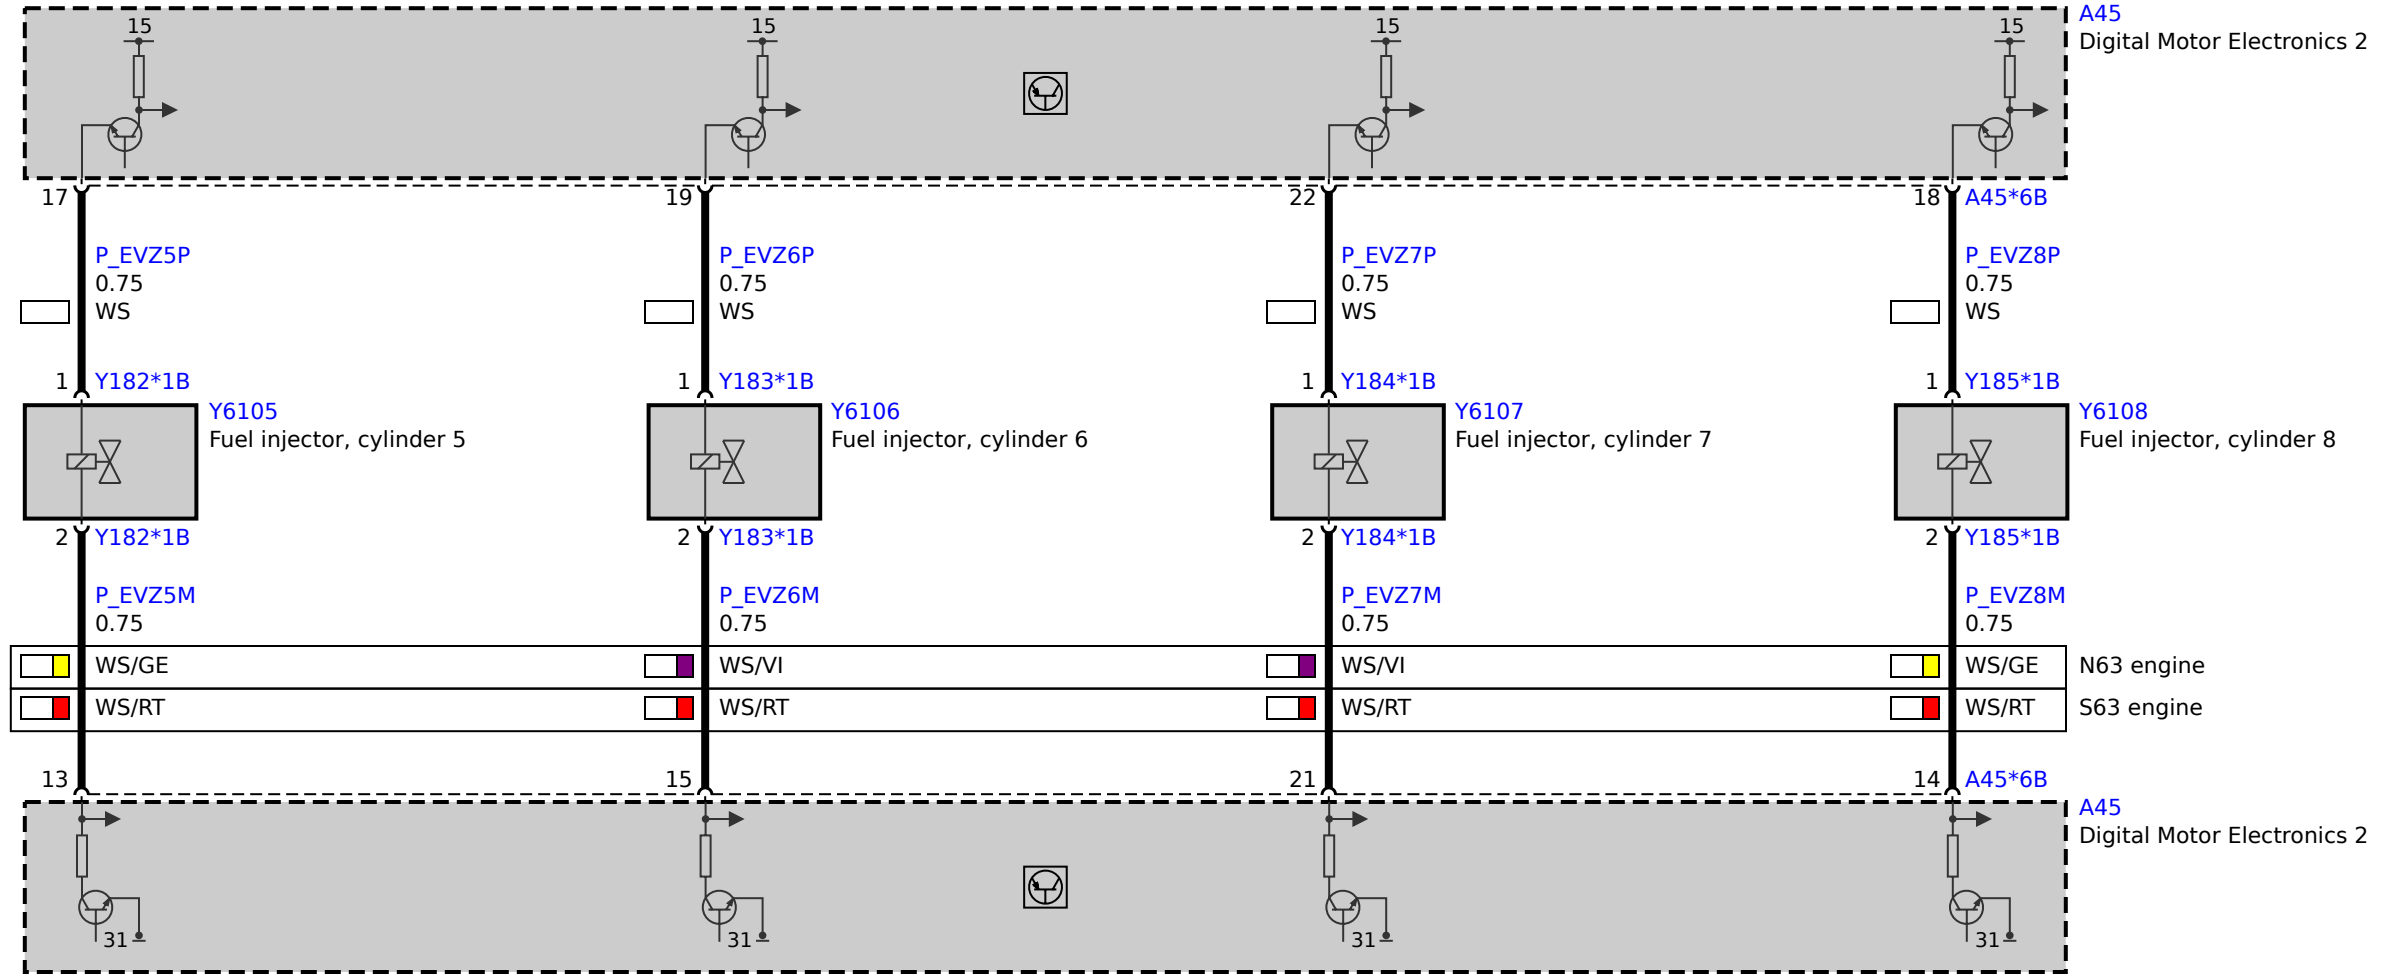 15 15 15 15 A45
Digital Motor Electronics 2
17 19 22 18 A45*6B
P_EVZ5P P_EVZ6P P_EVZ7P P_EVZ8P
0.75 0.75 0.75 0.75
WS WS WS WS
1 Y182*1B 1 Y183*1B 1 Y184*1B 1 Y185*1B
Y6105 Y6106 Y6107 Y6108
Fuel injector, cylinder 5 Fuel injector, cylinder 6 Fuel injector, cylinder 7 Fuel injector, cylinder 8
2 Y182*1B 2 Y183*1B 2 Y184*1B 2 Y185*1B
P_EVZ5M P_EVZ6M P_EVZ7M P_EVZ8M
0.75 0.75 0.75 0.75
WS/GE WS/VI WS/VI WS/GE N63 engine
WS/RT WS/RT WS/RT WS/RT S63 engine
13 15 21 14 A45*6B
A45
Digital Motor Electronics 2
31 31 31 31